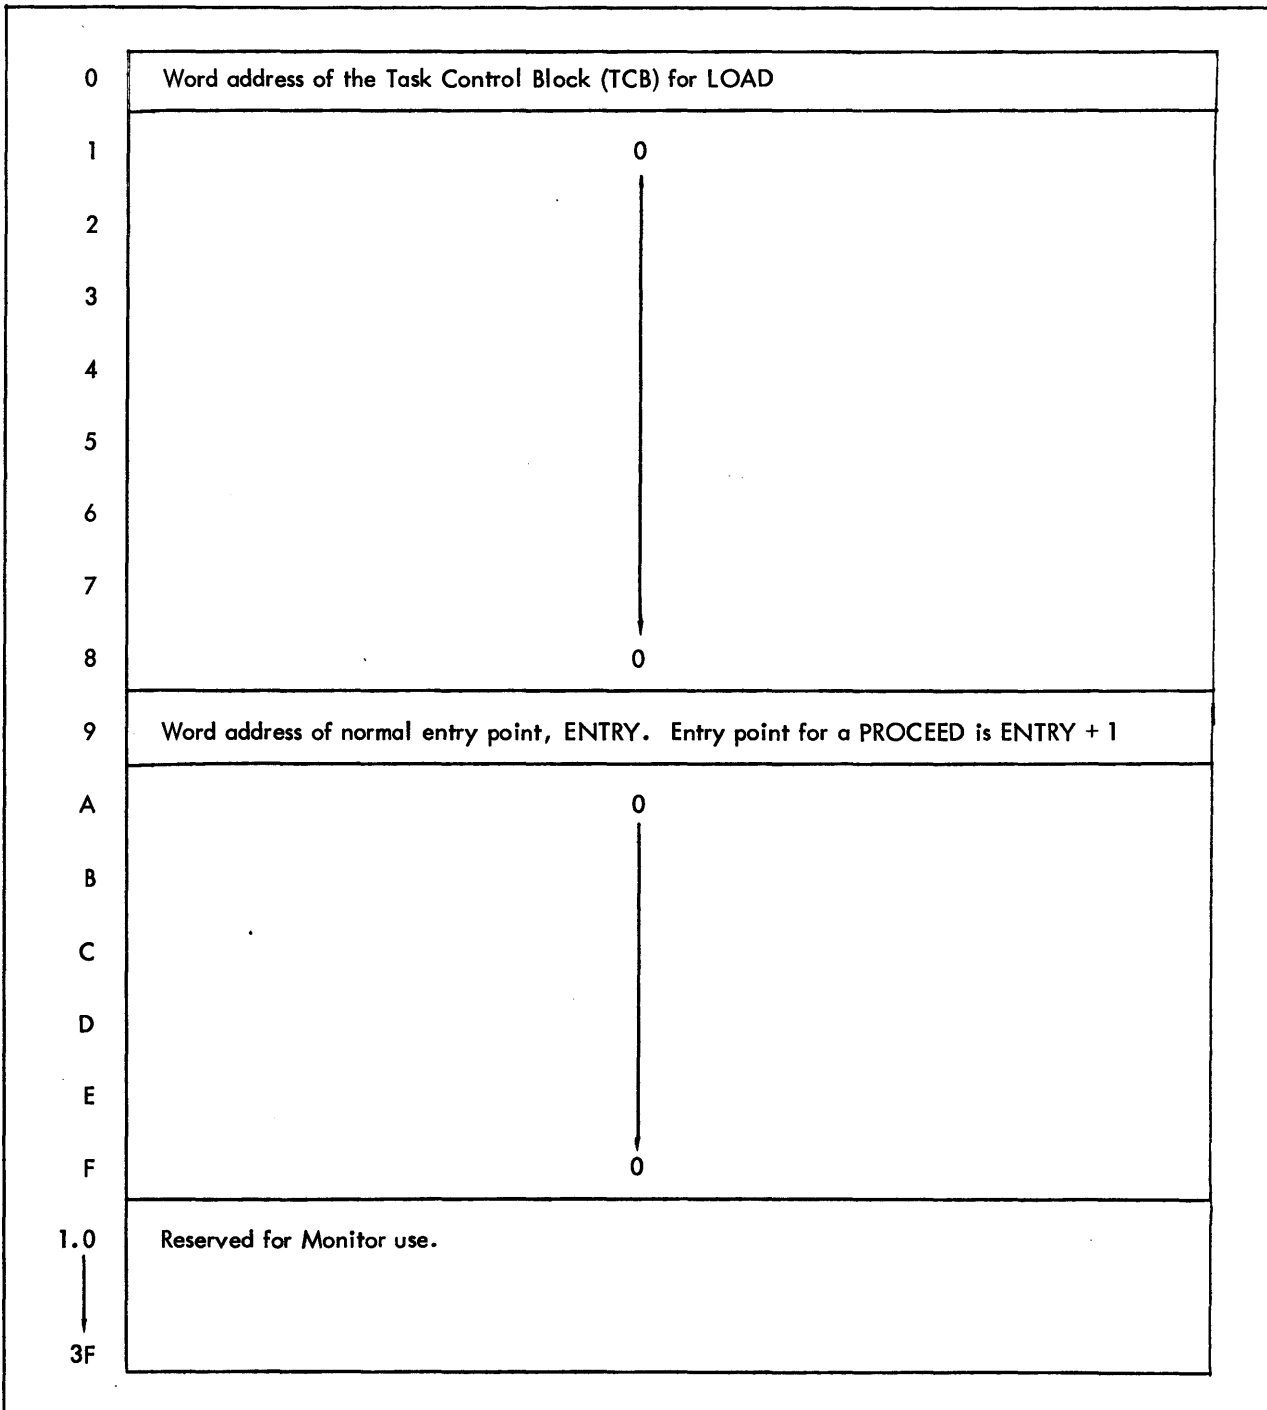 0 Word address of the Task Control Block (TCB) for LOAD
1 0
2
3
4
5
6
7
8 0
9 Word address of normal entry point, ENTRY. Entry point for a PROCEED is ENTRY + 1
A 0
B
C
D
E
F 0
1.0 Reserved for Monitor use.
3F